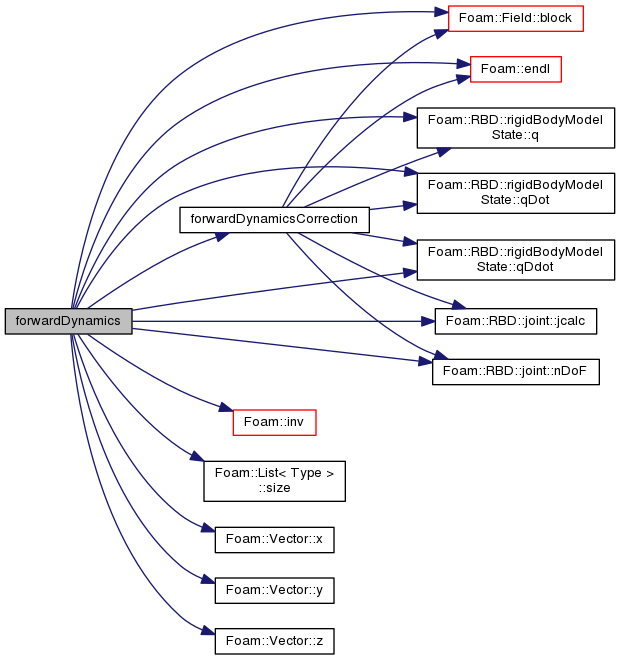 Foam::Field::block
Foam::endl
Foam::RBD::rigidBodyModel
State::q
Foam::RBD::rigidBodyModel
State::qDot
forwardDynamicsCorrection
Foam::RBD::rigidBodyModel
State::qDdot
forwardDynamics
Foam::RBD::joint::jcalc
Foam::RBD::joint::nDoF
Foam::inv
Foam::List< Type >
::size
Foam::Vector::x
Foam::Vector::y
Foam::Vector::z